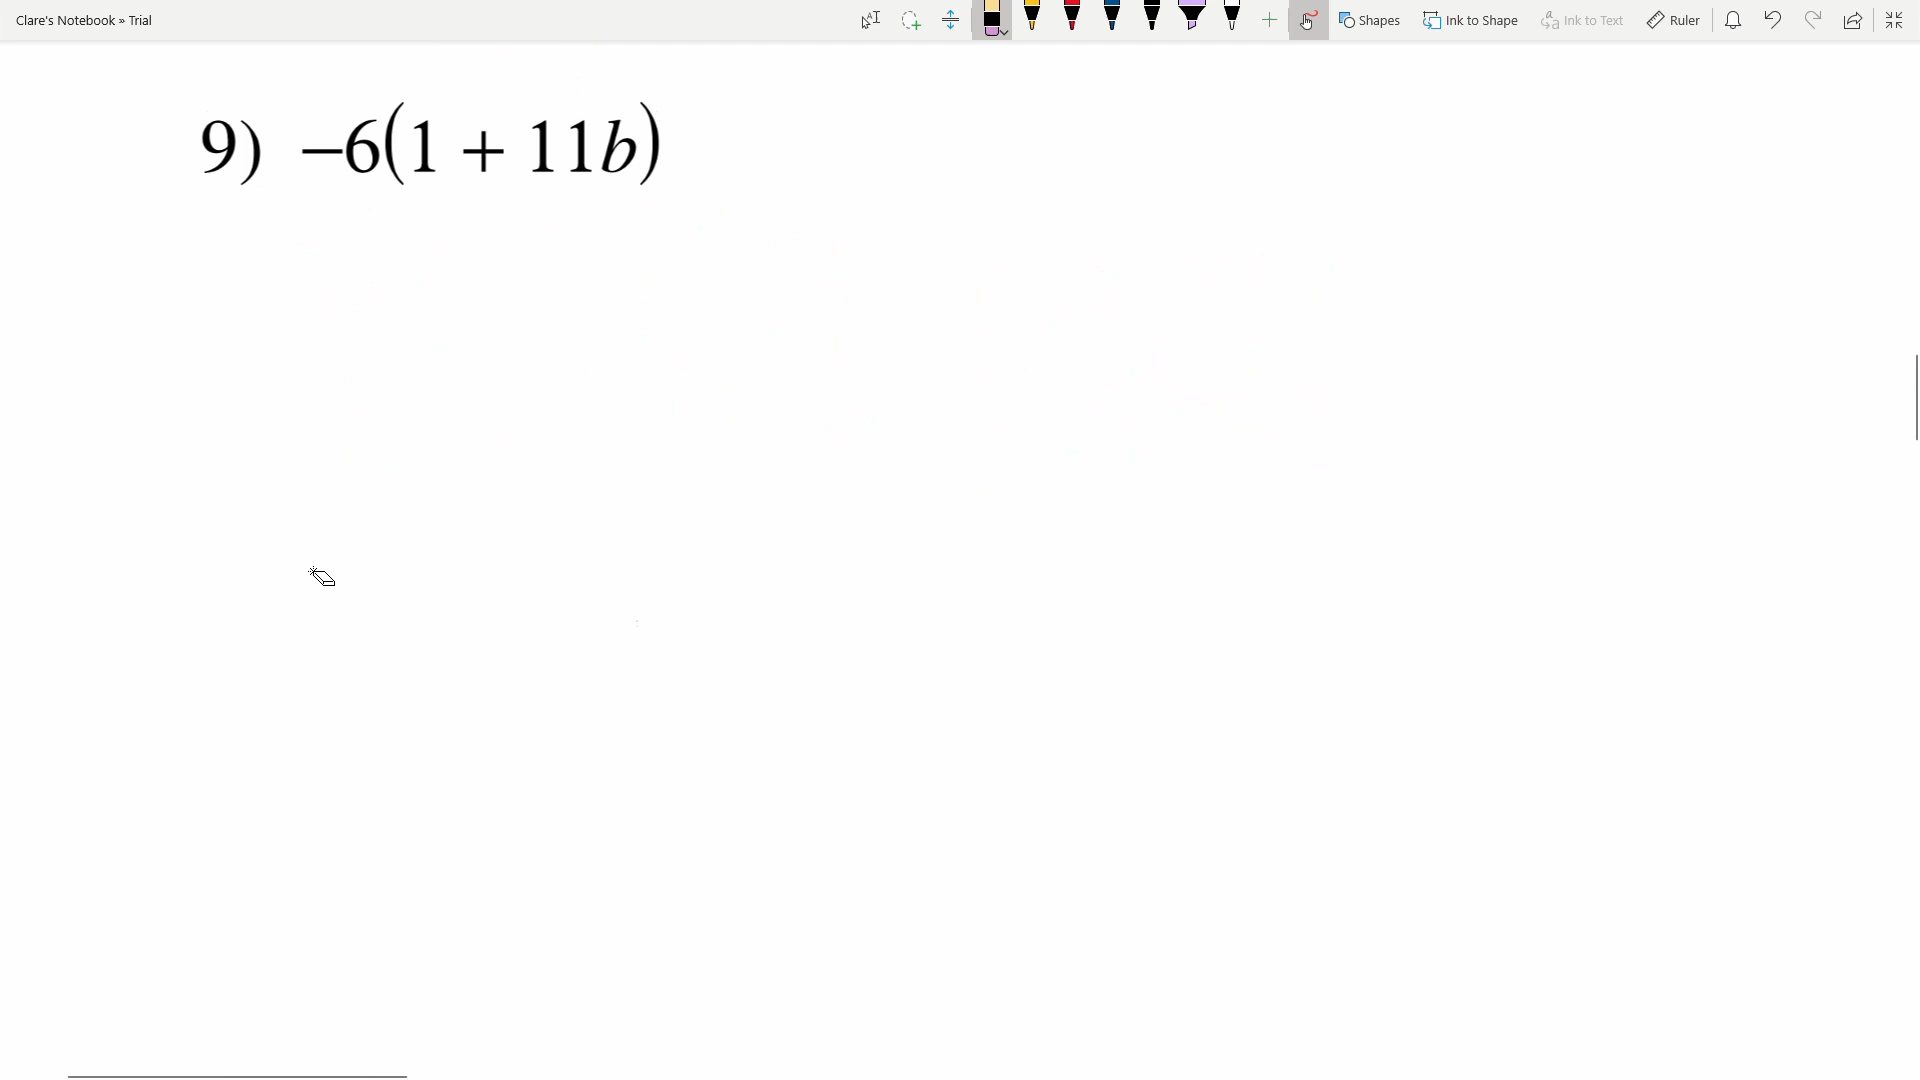 Clare's Notebook » Trial
Shapes
Ink to Shape
Ink to Text
Ruler
9) −6(1 + 11b)